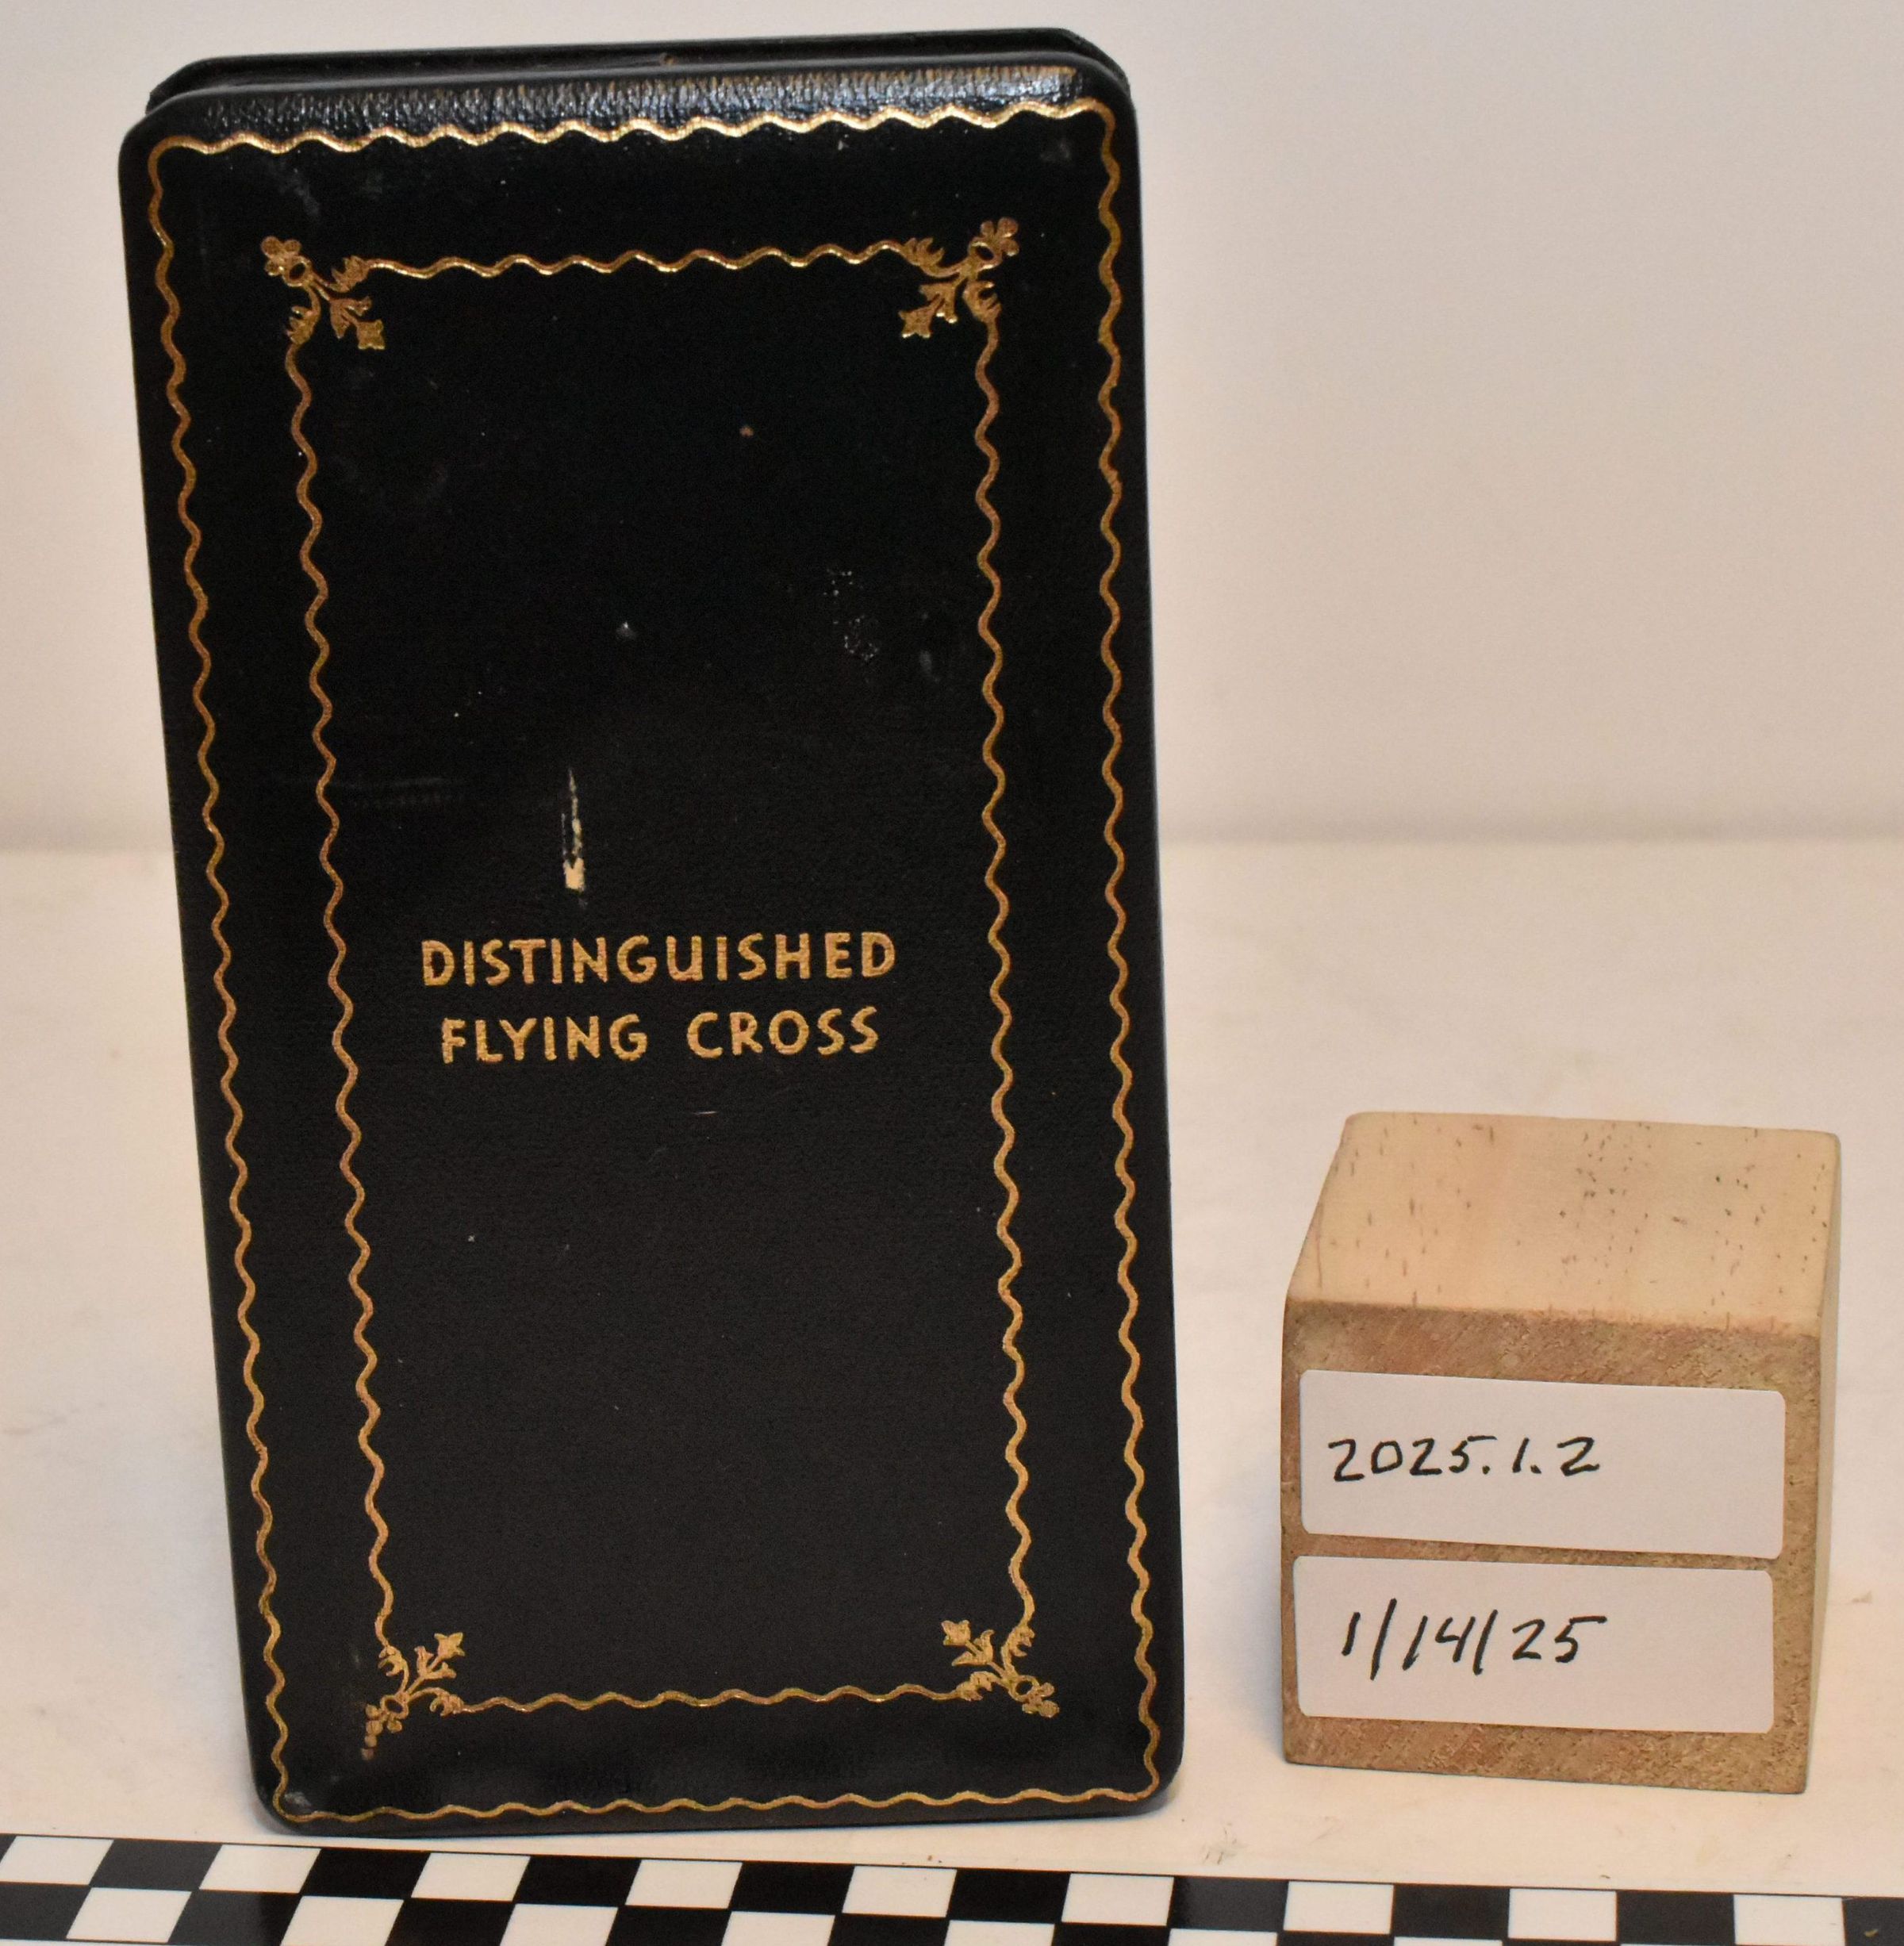 DISTINGUISHED
FLYING CROSS
2025.1.2
1/14/25